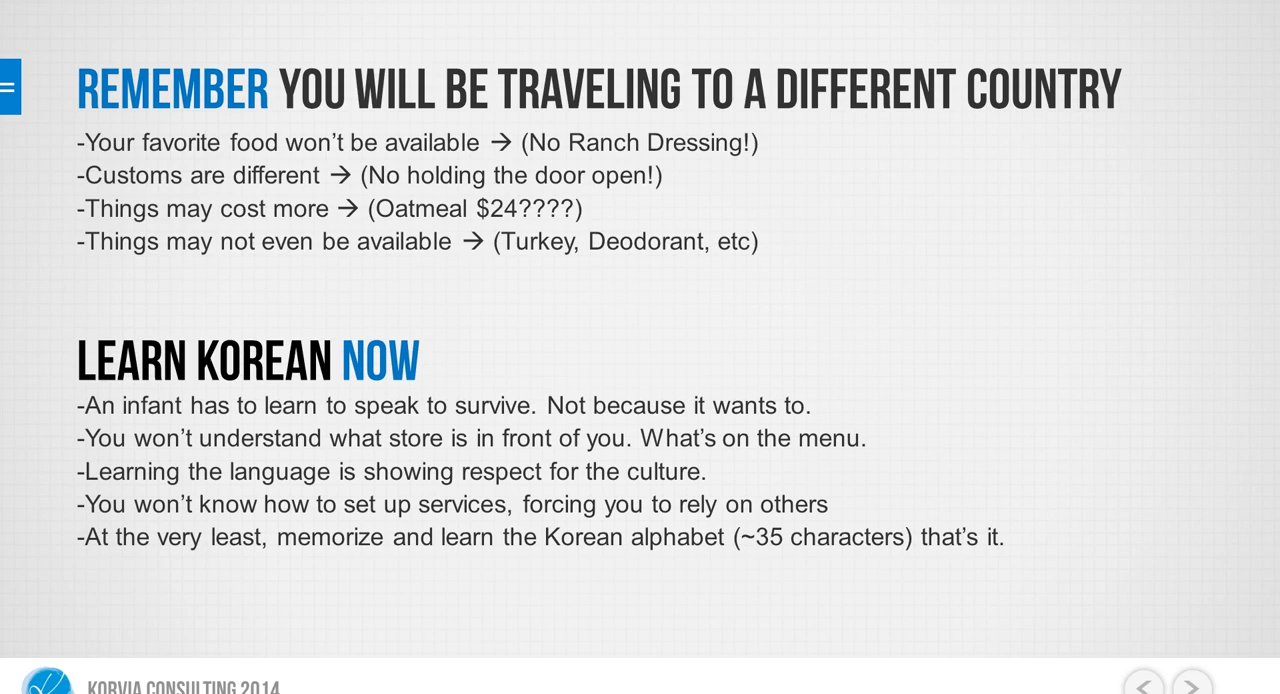 REMEMBER YOU WILL BE TRAVELING TO A DIFFERENT COUNTRY
-Your favorite food won’t be available → (No Ranch Dressing!)
-Customs are different → (No holding the door open!)
-Things may cost more → (Oatmeal $24????)
-Things may not even be available → (Turkey, Deodorant, etc)
LEARN KOREAN NOW
-An infant has to learn to speak to survive. Not because it wants to.
-You won’t understand what store is in front of you. What’s on the menu.
-Learning the language is showing respect for the culture.
-You won’t know how to set up services, forcing you to rely on others
-At the very least, memorize and learn the Korean alphabet (~35 characters) that’s it.
KORVIA CONSULTING 2014